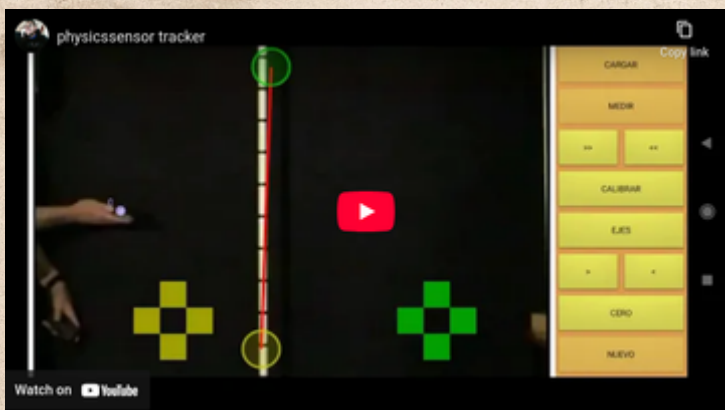 physicssensor tracker
Copy link
CARGAR
MEDIR
>> <<
CALIBRAR
EJES
> <
CERO
NUEVO
Watch on YouTube